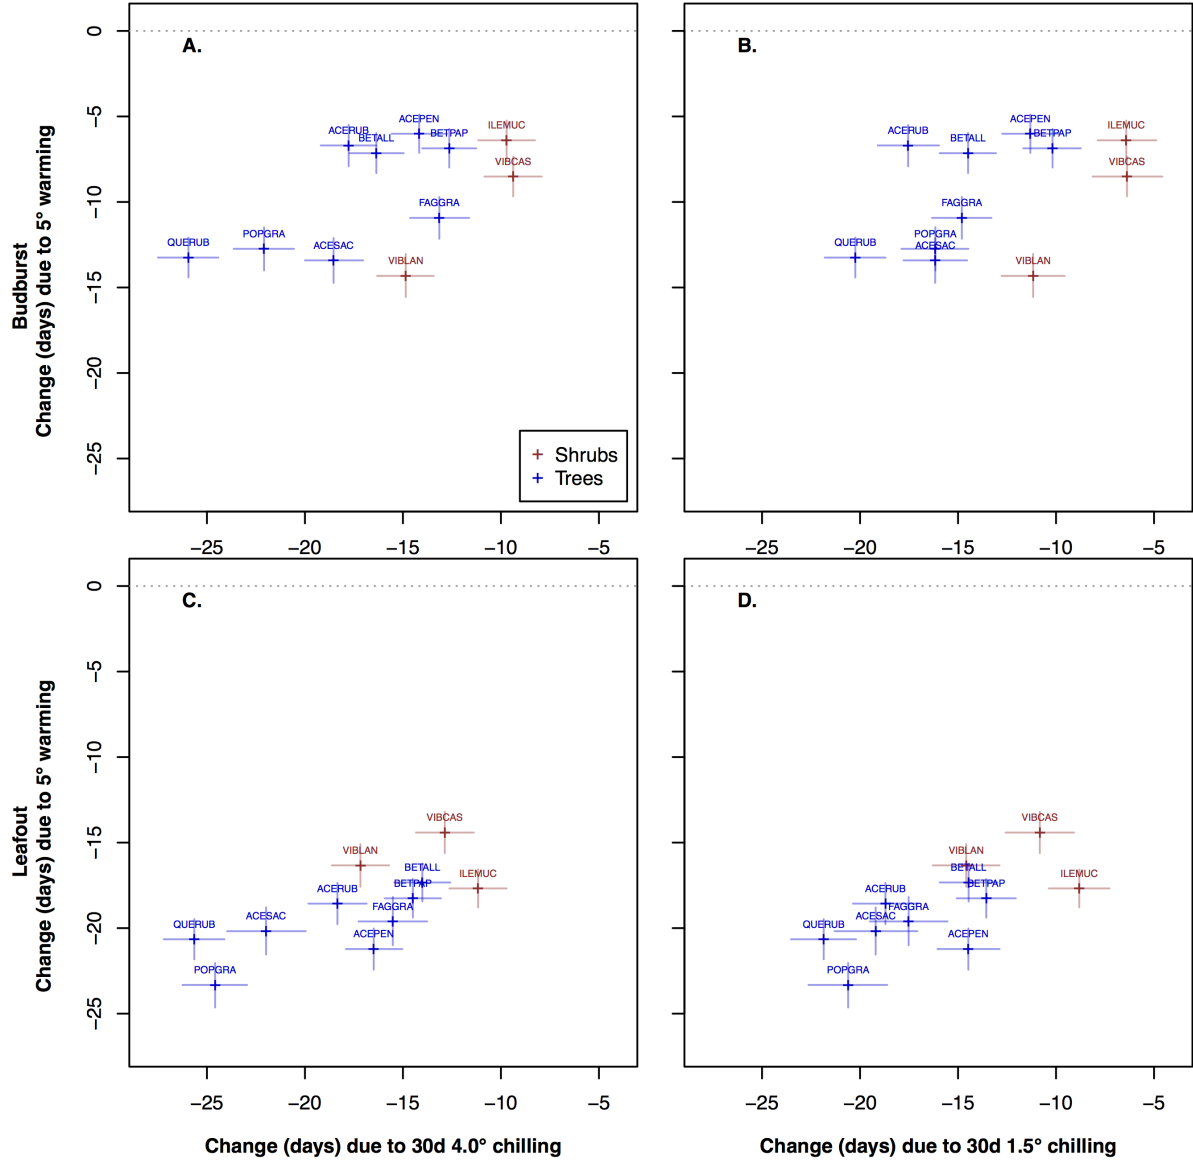 A.
B.
0
−5
−10
−15
−20
−25
Budburst
Change (days) due to 5° warming
ACERUB
BETALL
ACEPEN
BETPAP
ILEMUC
VIBCAS
FAGGRA
QUERUB
POPGRA
ACESAC
VIBLAN
Shrubs
Trees
−25
−20
−15
−10
−5
ACERUB
BETALL
ACEPEN
BETPAP
ILEMUC
VIBCAS
FAGGRA
POPGRA
QUERUB
ACESAC
VIBLAN
−25
−20
−15
−10
−5
C.
D.
0
−5
−10
−15
−20
−25
Leafout
Change (days) due to 5° warming
VIBCAS
VIBLAN
BETALL
ILEMUC
BETPAP
ACERUB
FAGGRA
ACESAC
QUERUB
ACEPEN
POPGRA
−25
−20
−15
−10
−5
Change (days) due to 30d 4.0° chilling
VIBCAS
VIBLAN
BETALL
ILEMUC
BETPAP
ACERUB
FAGGRA
ACESAC
QUERUB
ACEPEN
POPGRA
−25
−20
−15
−10
−5
Change (days) due to 30d 1.5° chilling